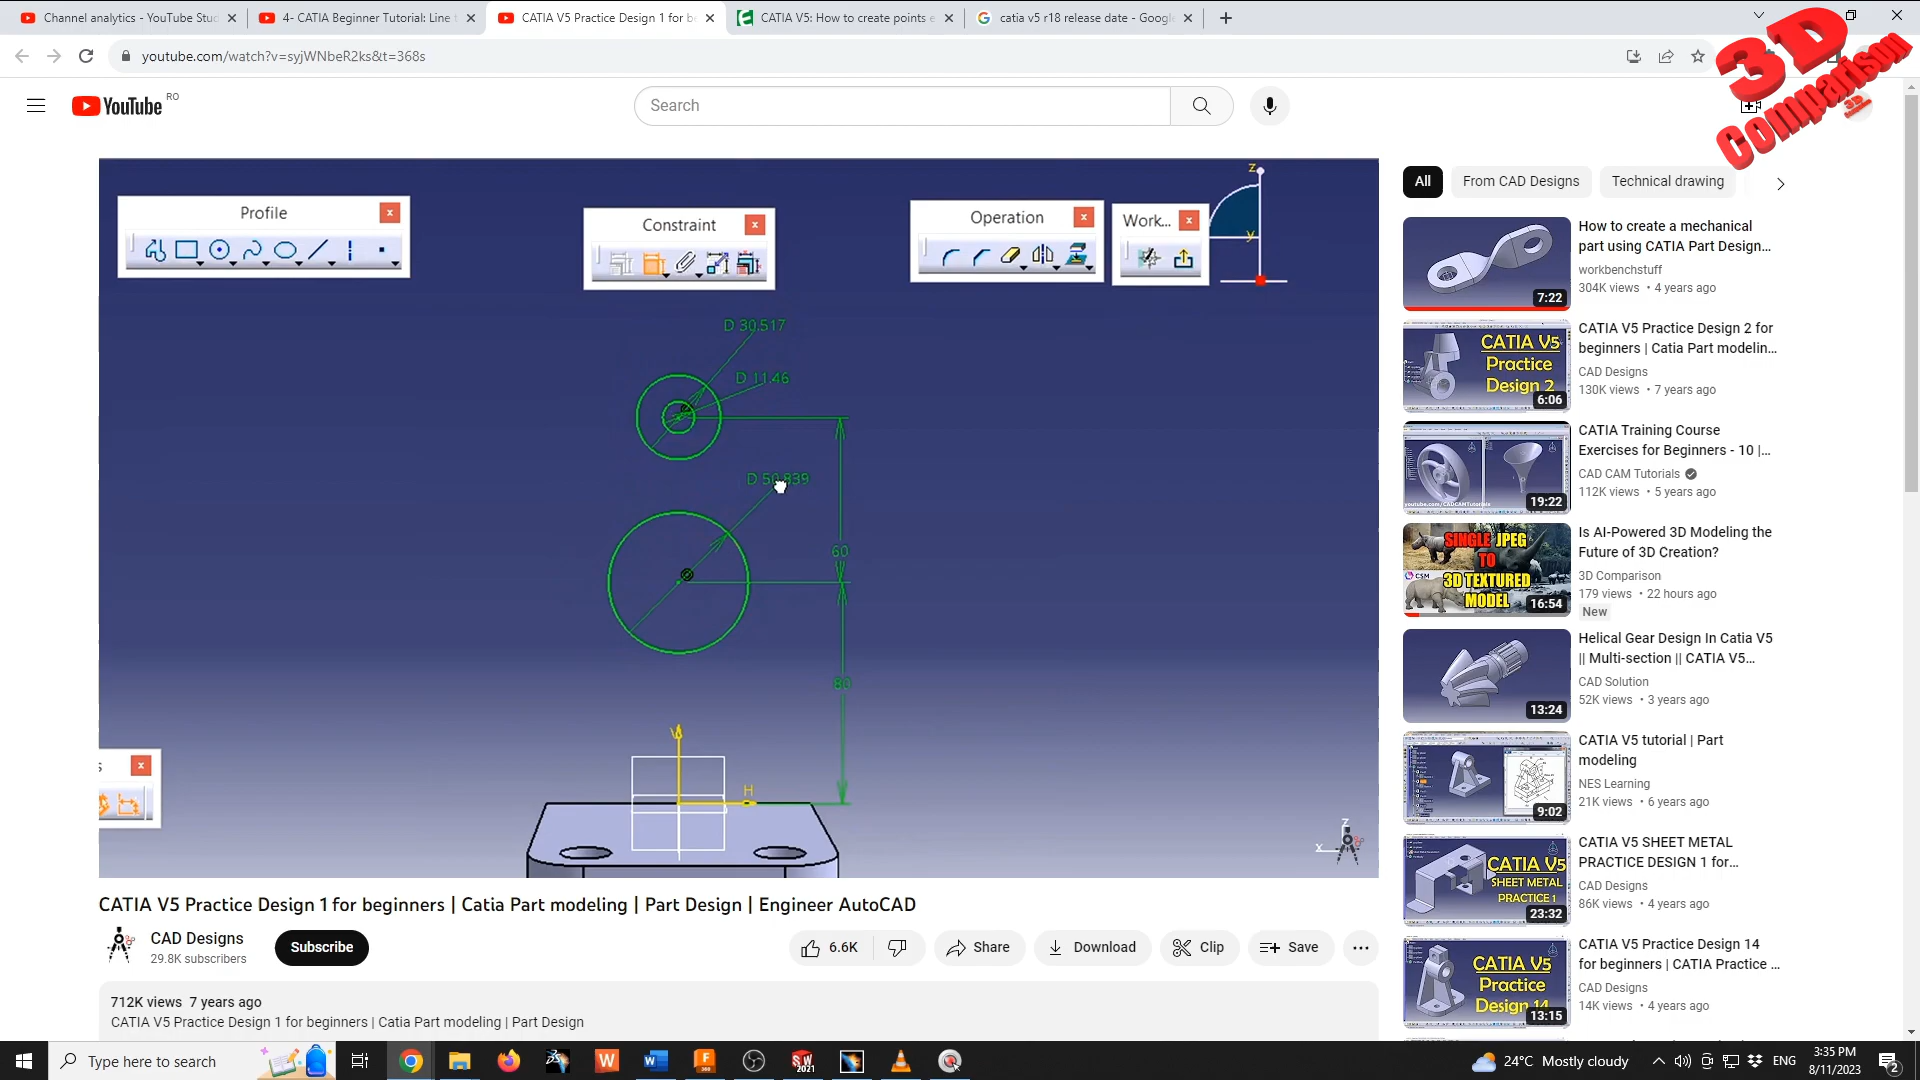 Channel analytics - YouTube Stu
4- CATIA Beginner Tutorial: Line
CATIA V5 Practice Design 1 for b
CATIA V5: How to create points
catia v5 r18 release date - Google
youtube.com/watch?v=syjWNbeR2ks&t=368s
3D
Comparison
YouTube RO
Search
All
From CAD Designs
Technical drawing
Profile
Constraint
Operation
Work...
z
y
D 30.517
D 11.46
60
80
V
H
z
x
s
How to create a mechanical
part using CATIA Part Design...
workbenchstuff
304K views • 4 years ago
7:22
CATIA V5
Practice
Design 2
6:06
CATIA V5 Practice Design 2 for
beginners | Catia Part modelin...
CAD Designs
130K views • 7 years ago
CATIA Training Course
Exercises for Beginners - 10 |...
CAD CAM Tutorials
112K views • 5 years ago
19:22
SINGLE JPEG
TO
3D TEXTURED
MODEL
CSM
16:54
Is AI-Powered 3D Modeling the
Future of 3D Creation?
3D Comparison
179 views • 22 hours ago
New
Helical Gear Design In Catia V5
|| Multi-section || CATIA V5...
CAD Solution
52K views • 3 years ago
13:24
CATIA V5 tutorial | Part
modeling
NES Learning
21K views • 6 years ago
9:02
CATIA V5
SHEET METAL
PRACTICE 1
23:32
CATIA V5 SHEET METAL
PRACTICE DESIGN 1 for...
CAD Designs
86K views • 4 years ago
CATIA V5
Practice
Design 14
13:15
CATIA V5 Practice Design 14
for beginners | CATIA Practice ...
CAD Designs
14K views • 4 years ago
CATIA V5 Practice Design 1 for beginners | Catia Part modeling | Part Design | Engineer AutoCAD
CAD Designs
29.8K subscribers
Subscribe
6.6K
Share
Download
Clip
Save
712K views 7 years ago
CATIA V5 Practice Design 1 for beginners | Catia Part modeling | Part Design
Type here to search
24°C Mostly cloudy
ENG
3:35 PM
8/11/2023
2